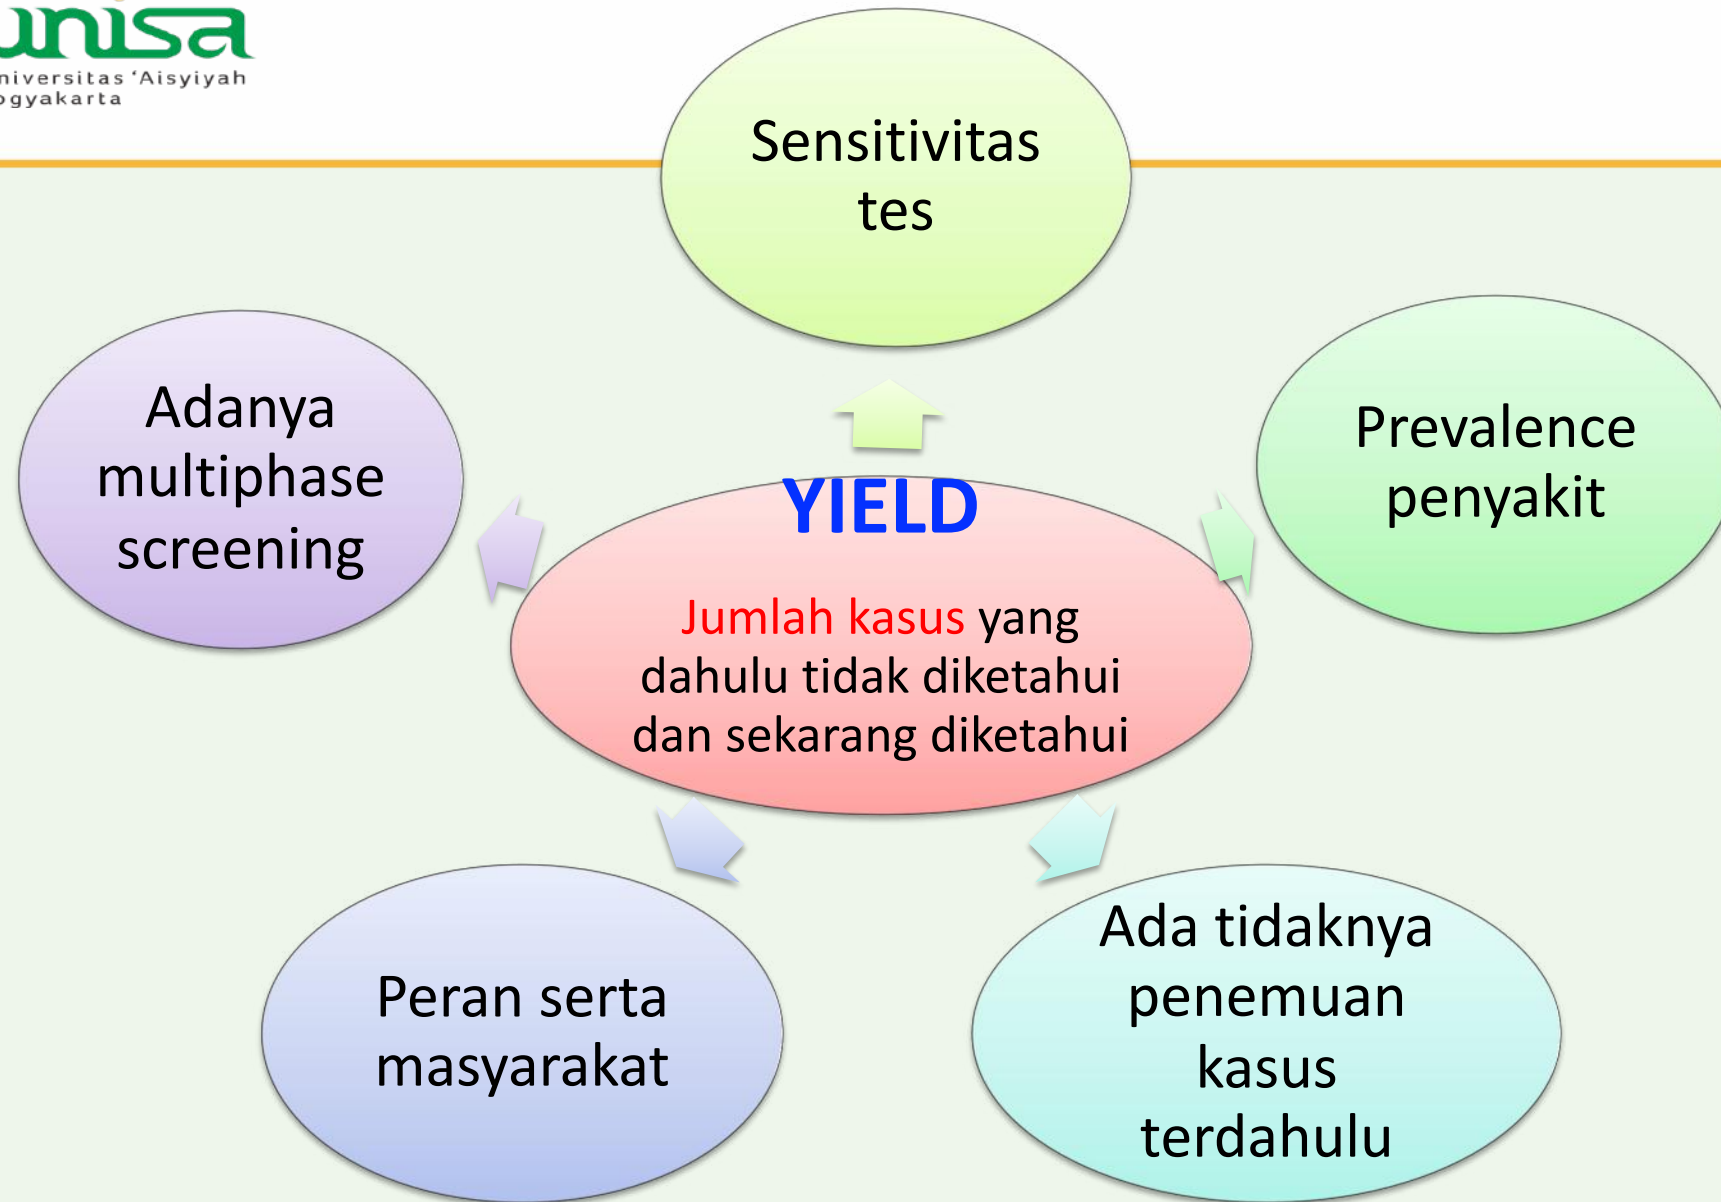 unisa
niversitas ‘Aisyiyah
ogyakarta
Sensitivitas
tes
Adanya
multiphase
screening
Prevalence
penyakit
YIELD
Jumlah kasus yang
dahulu tidak diketahui
dan sekarang diketahui
Peran serta
masyarakat
Ada tidaknya
penemuan
kasus
terdahulu